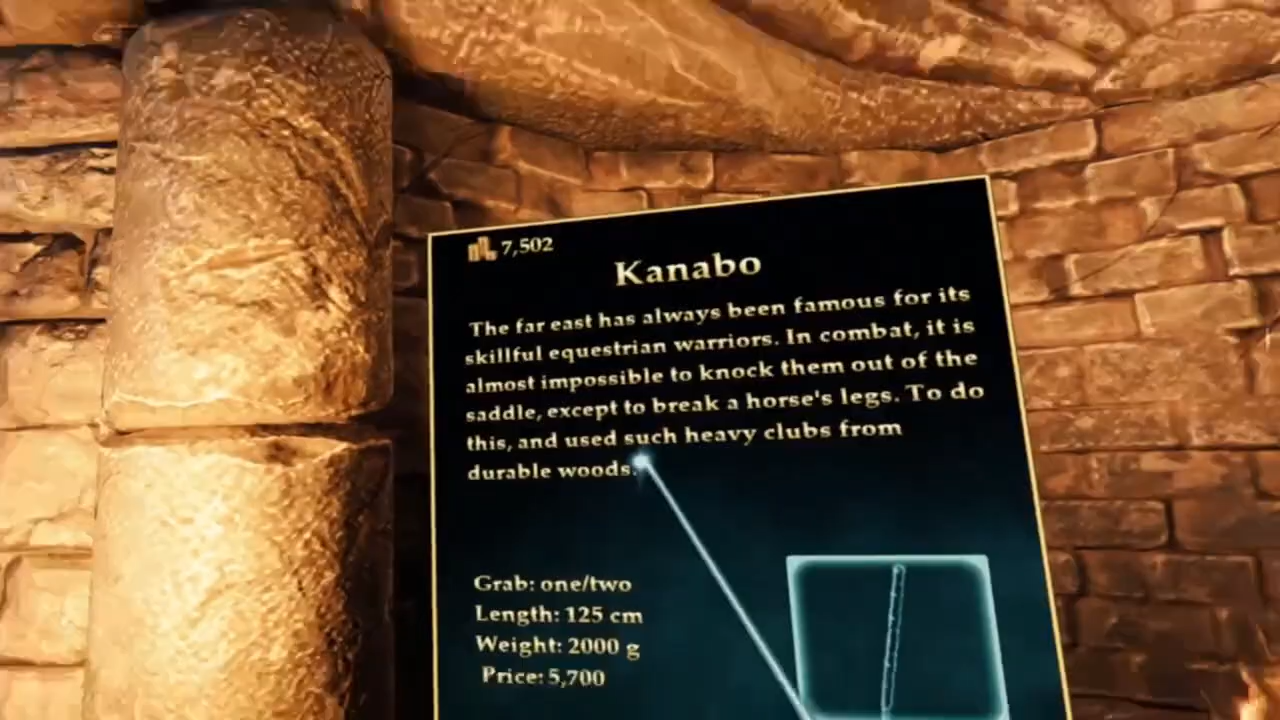 7,502
Kanabo
The far east has always been famous for its
skillful equestrian warriors. In combat, it is
almost impossible to knock them out of the
saddle, except to break a horse's legs. To do
this, and used such heavy clubs from
durable woods.
Grab: one/two
Length: 125 cm
Weight: 2000 g
Price: 5,700